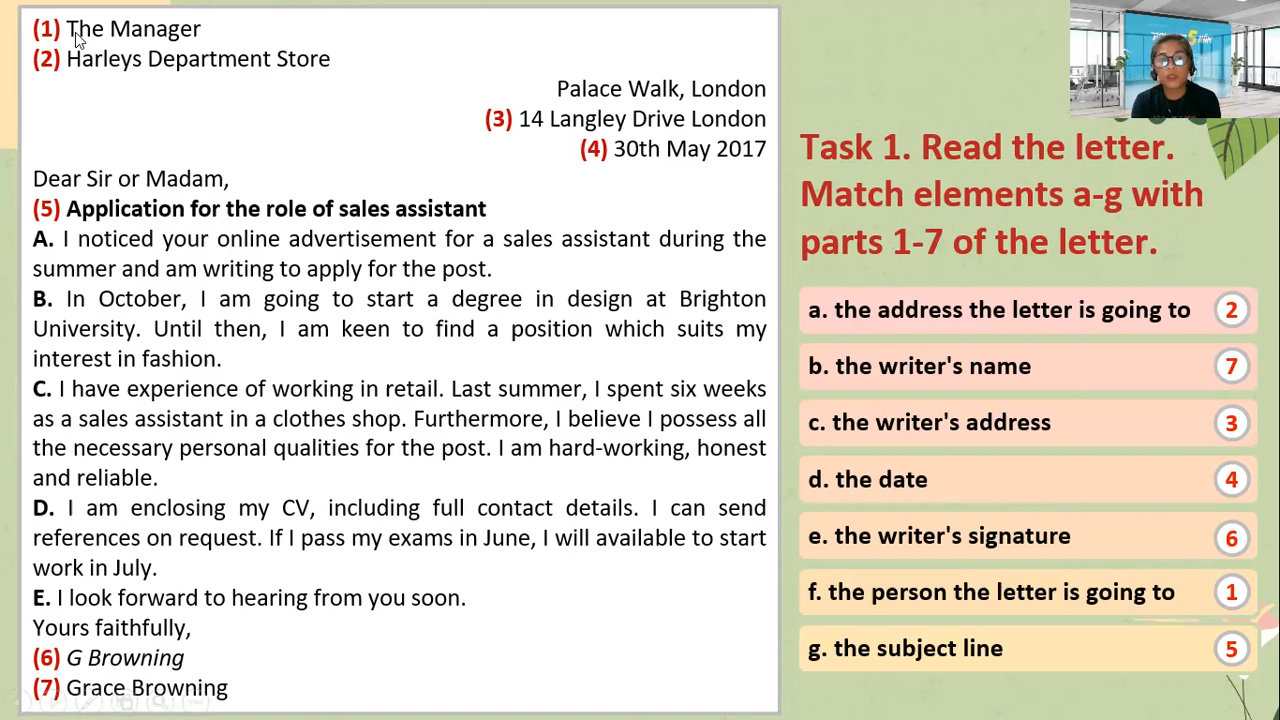 (1) The Manager
(2) Harleys Department Store
Palace Walk, London
(3) 14 Langley Drive London
(4) 30th May 2017
Dear Sir or Madam,
(5) Application for the role of sales assistant
A. I noticed your online advertisement for a sales assistant during the
summer and am writing to apply for the post.
B. In October, I am going to start a degree in design at Brighton
University. Until then, I am keen to find a position which suits my
interest in fashion.
C. I have experience of working in retail. Last summer, I spent six weeks
as a sales assistant in a clothes shop. Furthermore, I believe I possess all
the necessary personal qualities for the post. I am hard-working, honest
and reliable.
D. I am enclosing my CV, including full contact details. I can send
references on request. If I pass my exams in June, I will available to start
work in July.
E. I look forward to hearing from you soon.
Yours faithfully,
(6) G Browning
(7) Grace Browning
Task 1. Read the letter.
Match elements a-g with
parts 1-7 of the letter.
a. the address the letter is going to 2
b. the writer's name 7
c. the writer's address 3
d. the date 4
e. the writer's signature 6
f. the person the letter is going to 1
g. the subject line 5